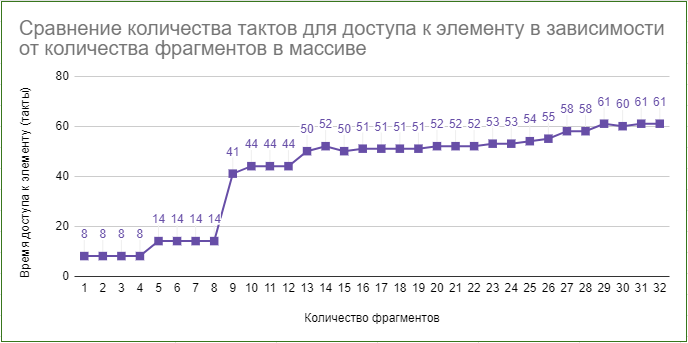 Сравнение количества тактов для доступа к элементу в зависимости
от количества фрагментов в массиве
Время доступа к элементу (такты)
80
60
40
20
0
8 8 8 8 14 14 14 14 41 44 44 44 50 52 50 51 51 51 51 52 52 52 53 53 54 55 58 58 61 60 61 61
1 2 3 4 5 6 7 8 9 10 11 12 13 14 15 16 17 18 19 20 21 22 23 24 25 26 27 28 29 30 31 32
Количество фрагментов